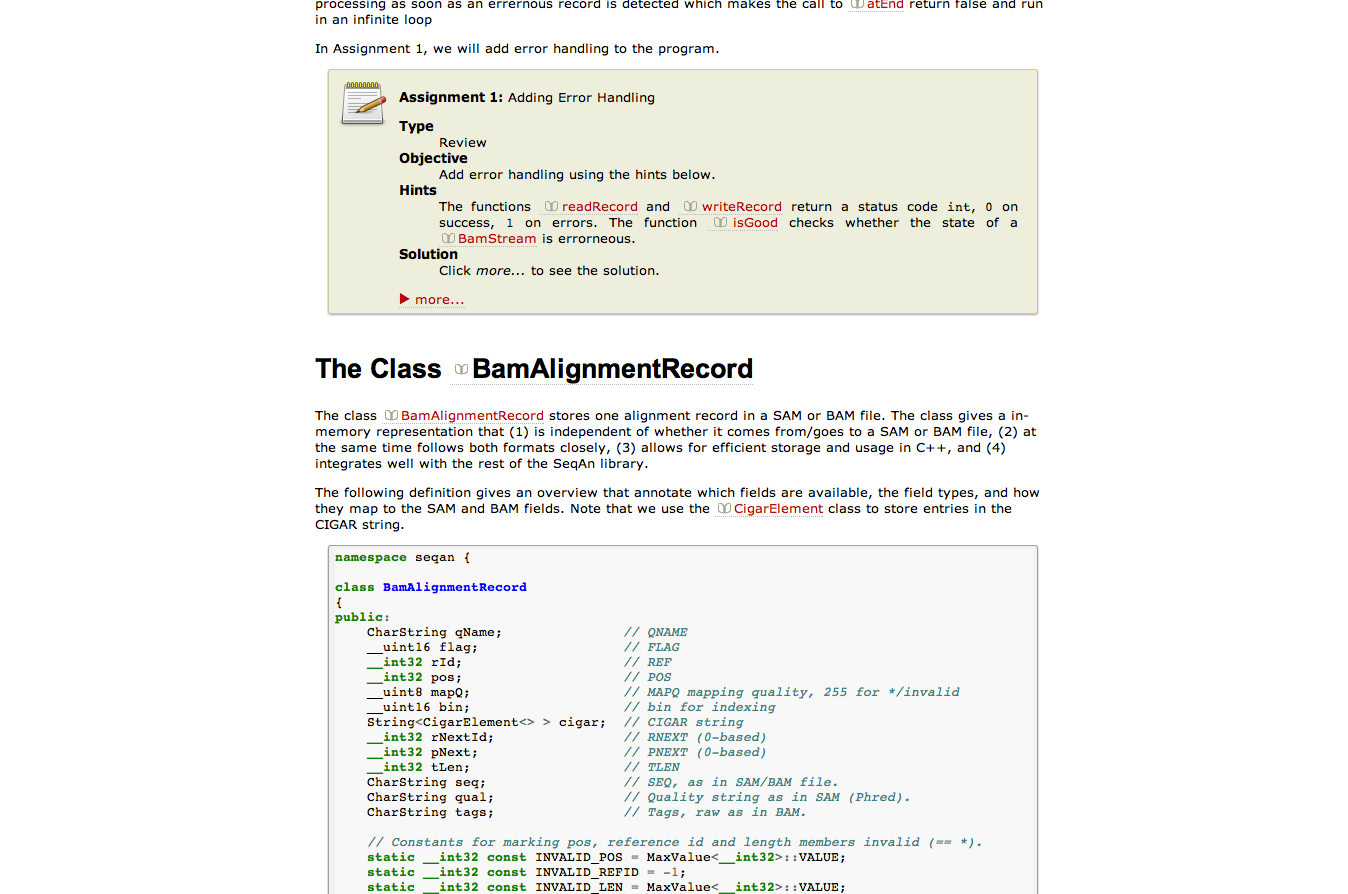 processing as soon as an errernous record is detected which makes the call to atEnd return false and run
in an infinite loop
In Assignment 1, we will add error handling to the program.
Assignment 1: Adding Error Handling
Type
Review
Objective
Add error handling using the hints below.
Hints
The functions readRecord and writeRecord return a status code int, 0 on
success, 1 on errors. The function isGood checks whether the state of a
BamStream is errorneous.
Solution
Click more... to see the solution.
more...
The Class BamAlignmentRecord
The class BamAlignmentRecord stores one alignment record in a SAM or BAM file. The class gives a in-
memory representation that (1) is independent of whether it comes from/goes to a SAM or BAM file, (2) at
the same time follows both formats closely, (3) allows for efficient storage and usage in C++, and (4)
integrates well with the rest of the SeqAn library.
The following definition gives an overview that annotate which fields are available, the field types, and how
they map to the SAM and BAM fields. Note that we use the CigarElement class to store entries in the
CIGAR string.
namespace seqan {
class BamAlignmentRecord
{
public:
    CharString qName;               // QNAME
    __uint16 flag;                  // FLAG
    __int32 rId;                    // REF
    __int32 pos;                    // POS
    __uint8 mapQ;                   // MAPQ mapping quality, 255 for */invalid
    __uint16 bin;                   // bin for indexing
    String<CigarElement<> > cigar;  // CIGAR string
    __int32 rNextId;                // RNEXT (0-based)
    __int32 pNext;                  // PNEXT (0-based)
    __int32 tLen;                   // TLEN
    CharString seq;                 // SEQ, as in SAM/BAM file.
    CharString qual;                // Quality string as in SAM (Phred).
    CharString tags;                // Tags, raw as in BAM.
    // Constants for marking pos, reference id and length members invalid (== *).
    static __int32 const INVALID_POS = MaxValue<__int32>::VALUE;
    static __int32 const INVALID_REFID = -1;
    static __int32 const INVALID_LEN = MaxValue<__int32>::VALUE;